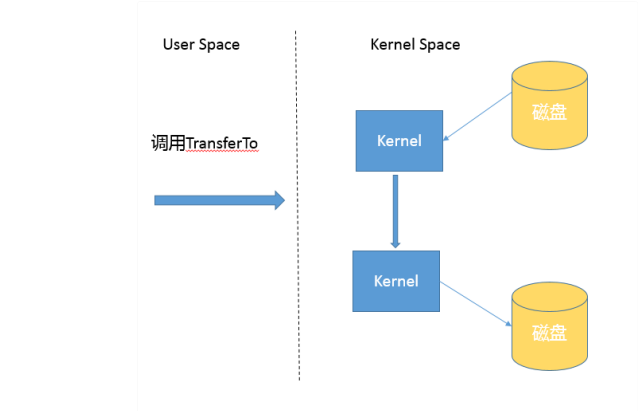 User Space
Kernel Space
磁盘
Kernel
调用TransferTo
Kernel
磁盘